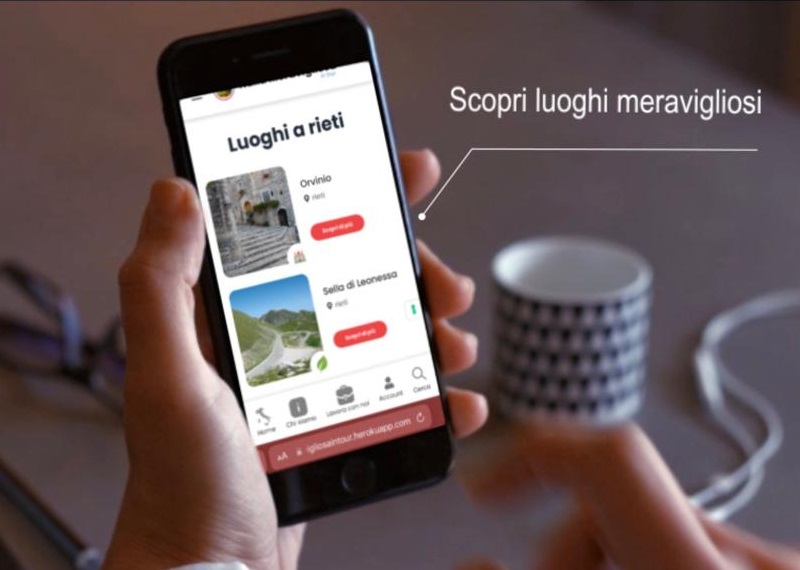 Scopri luoghi meravigliosi
Luoghi a rieti
Orvinio
rieti
Scopri di più
Sella di Leonessa
rieti
Scopri di più
Home
Chi siamo
Lavora con noi
Account
Cerca
AA
igliosaintour.herokuapp.com